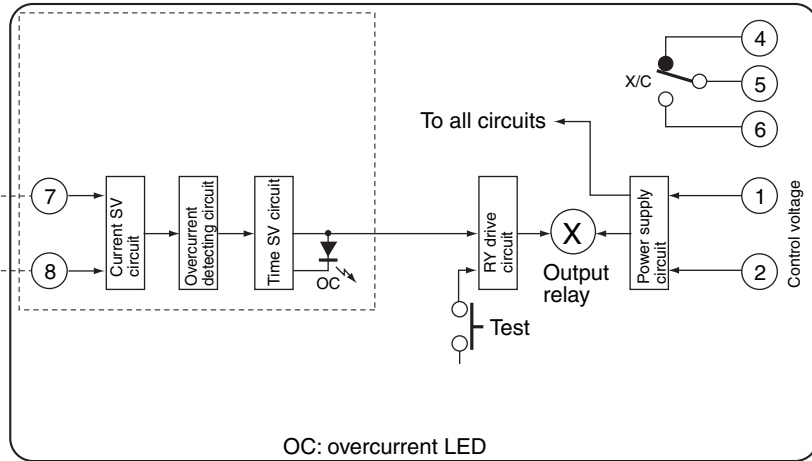 4
X/C
5
6
To all circuits
7
8
Current SV
circuit
Overcurrent
detecting circuit
Time SV circuit
OC
RY drive
circuit
X
Output
relay
Power supply
circuit
1
2
Control voltage
Test
OC: overcurrent LED